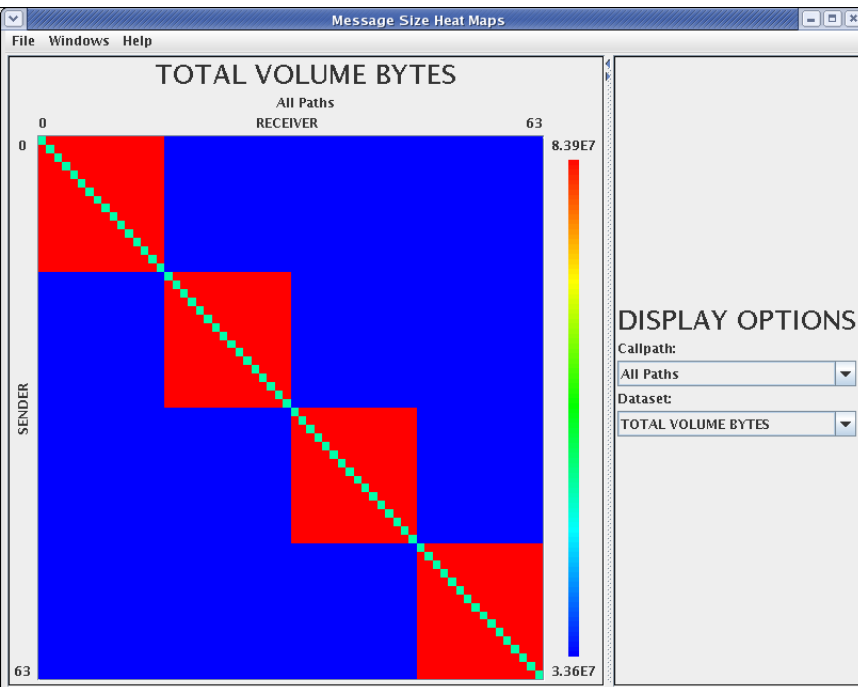 Message Size Heat Maps
File Windows Help
TOTAL VOLUME BYTES
All Paths
0 RECEIVER 63
0
8.39E7
SENDER
63
3.36E7
DISPLAY OPTIONS
Callpath:
All Paths
Dataset:
TOTAL VOLUME BYTES